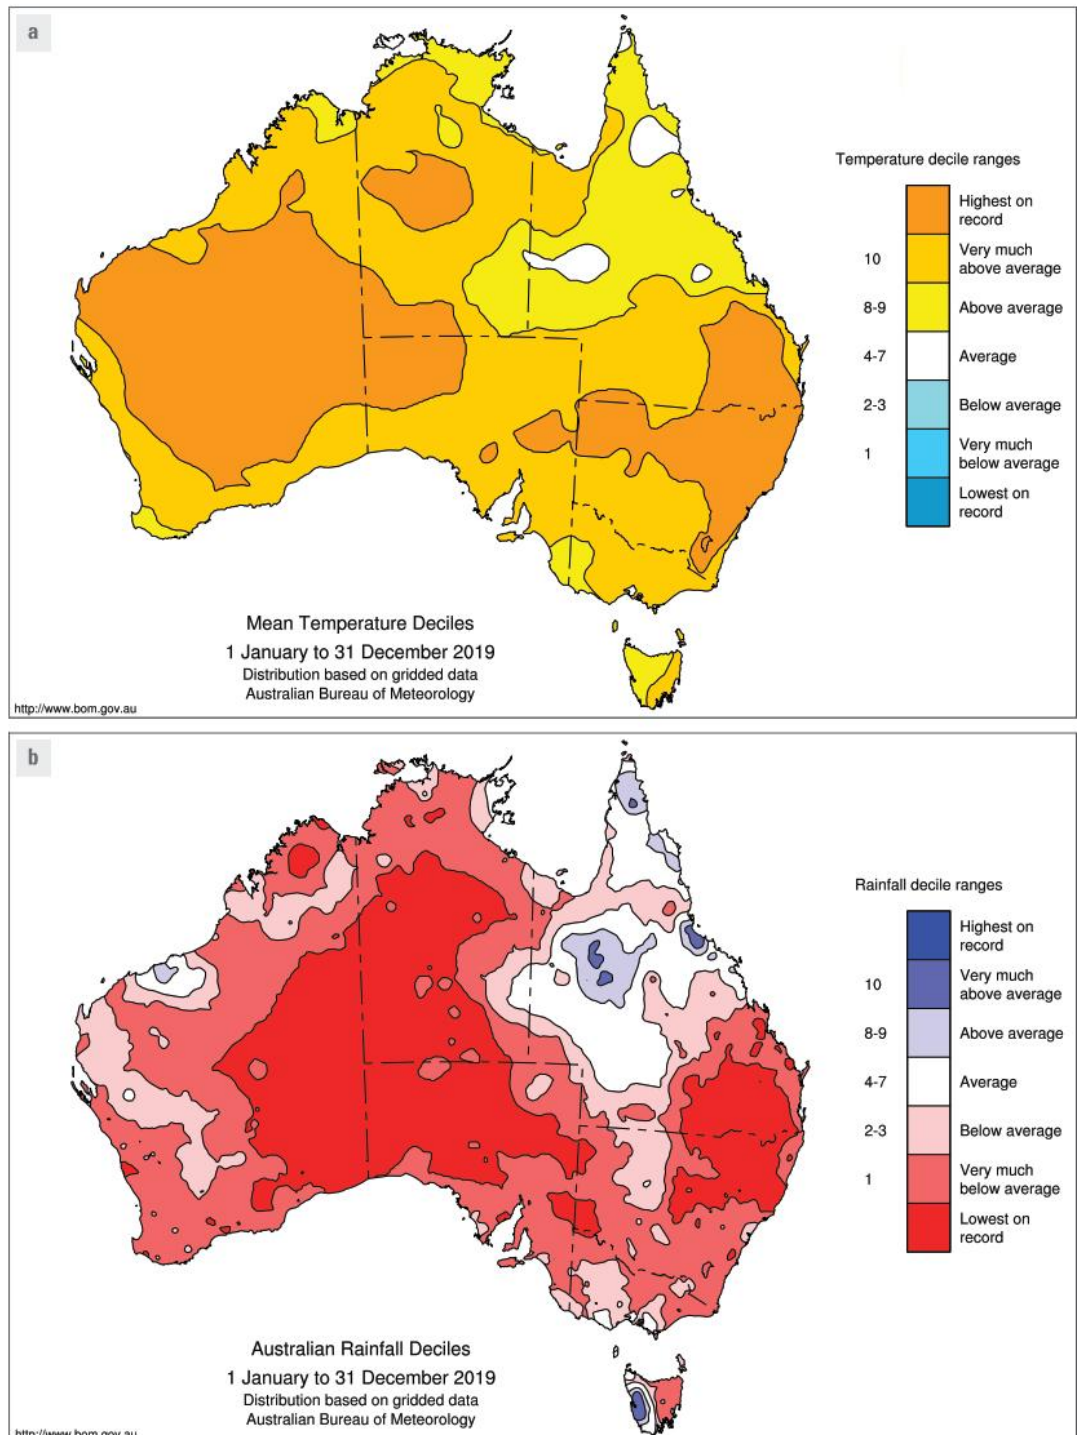 a
Temperature decile ranges
Highest on
record
10
Very much
above average
8-9
Above average
4-7
Average
2-3
Below average
1
Very much
below average
Lowest on
record
Mean Temperature Deciles
1 January to 31 December 2019
Distribution based on gridded data
Australian Bureau of Meteorology
http://www.bom.gov.au
b
Rainfall decile ranges
Highest on
record
10
Very much
above average
8-9
Above average
4-7
Average
2-3
Below average
1
Very much
below average
Lowest on
record
Australian Rainfall Deciles
1 January to 31 December 2019
Distribution based on gridded data
Australian Bureau of Meteorology
http://www.bom.gov.au